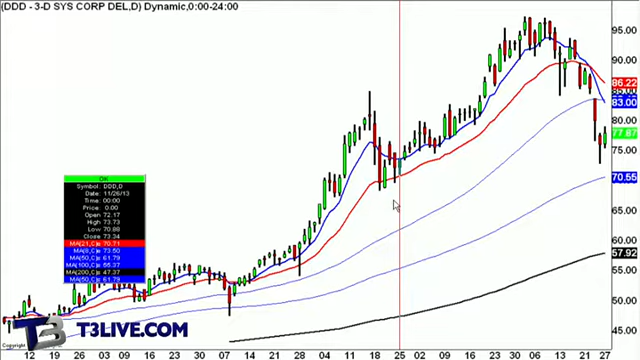 (DDD - 3-D SYS CORP DEL,D) Dynamic,0:00-24:00
95.00
90.00
86.22
85.00
83.00
80.00
77.87
75.00
70.55
65.00
60.00
57.92
55.00
50.00
45.00
OK
Symbol: DDD,D
Date: 11/26/13
Time: 00:00
Price: 0.00
Open 72.17
High 73.73
Low 70.88
Close 73.34
MA(21,C)= 70.71
MA(8,C)= 73.50
MA(50,C)= 61.79
MA(100,C)= 55.37
MA(200,C)= 47.37
MA(50,C)= 61.79
T3 T3LIVE.COM
12 19 26 03 09 16 23 30 07 14 21 28 04 11 18 25 02 09 16 23 30 06 13 21 27